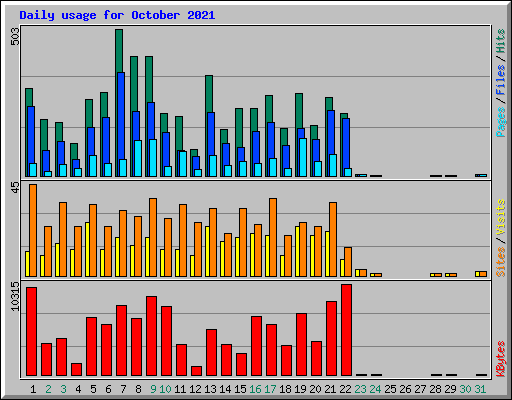 Daily usage for October 2021
503
Pages / Files / Hits
45
Sites / Visits
10315
KBytes
1 2 3 4 5 6 7 8 9 10 11 12 13 14 15 16 17 18 19 20 21 22 23 24 25 26 27 28 29 30 31